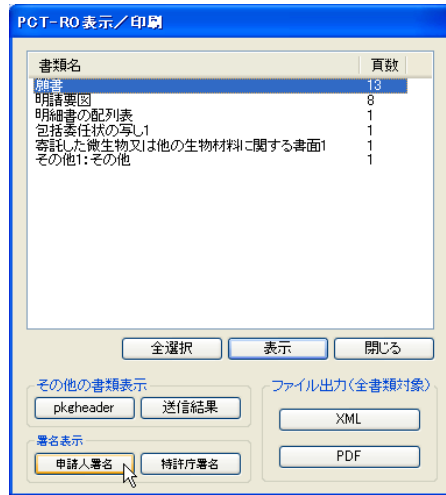 PCT-RO表示／印刷
書類名 頁数
願書 13
明請要図 8
明細書の配列表 1
包括委任状の写し1 1
寄託した微生物又は他の生物材料に関する書面1 1
その他1:その他 1
全選択 表示 閉じる
その他の書類表示
pkgheader 送信結果
署名表示
申請人署名 特許庁署名
ファイル出力(全書類対象)
XML
PDF